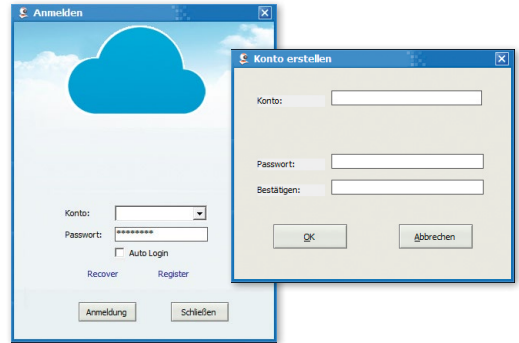 Anmelden
Konto:
Passwort: ********
Auto Login
Recover Register
Anmeldung Schließen
Konto erstellen
Konto:
Passwort:
Bestätigen:
OK Abbrechen